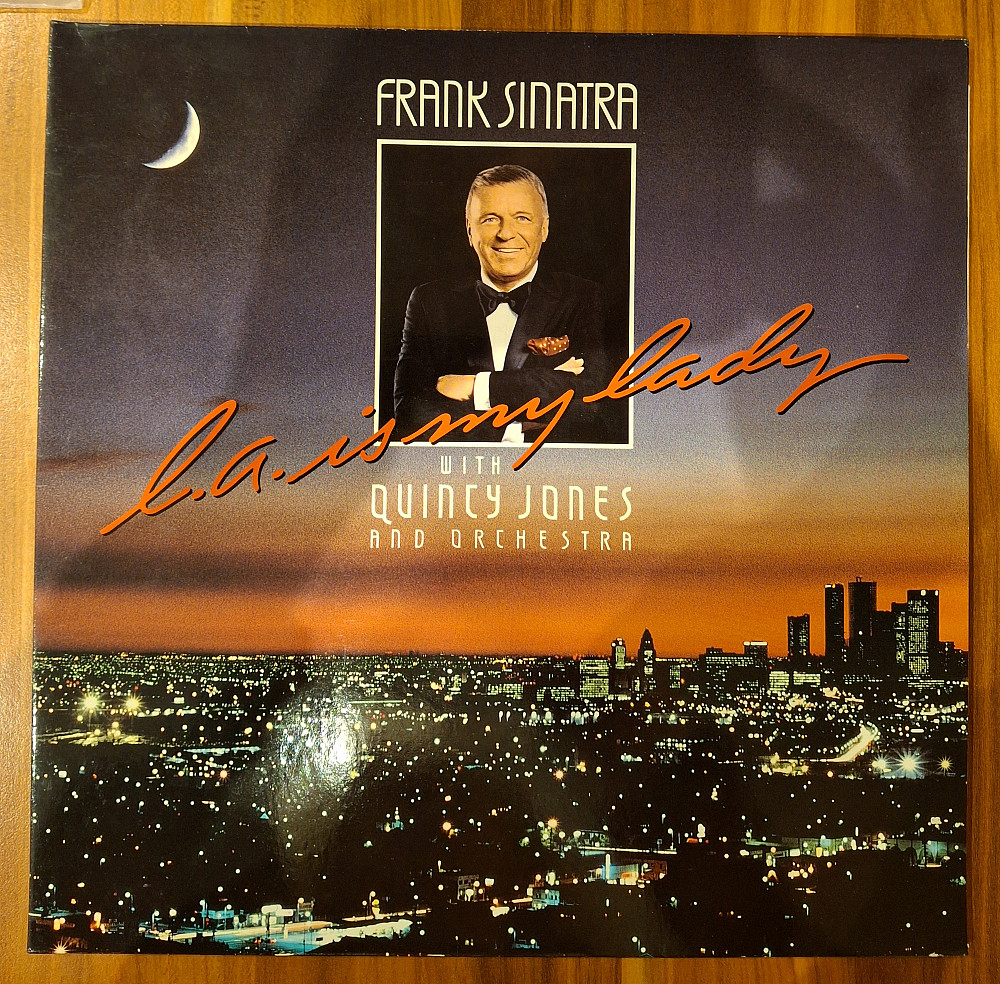 FRANK SINATRA
l.a. is my lady
WITH
QUINCY JONES
AND ORCHESTRA